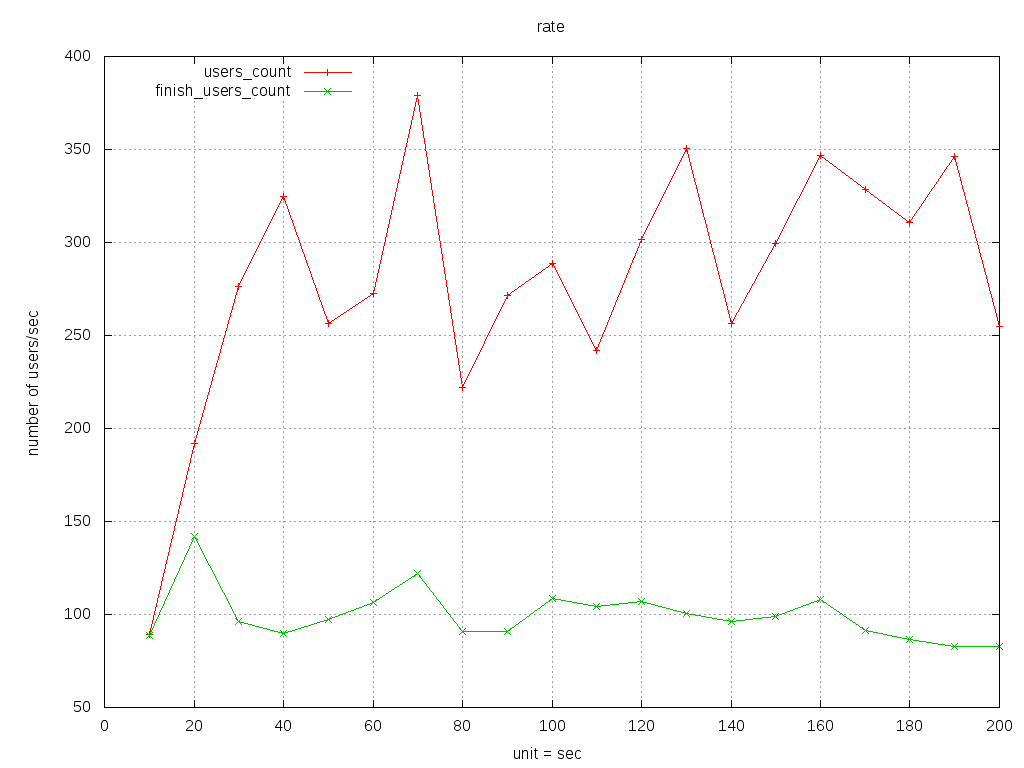 rate
400
users_count
finish_users_count
350
300
250
number of users/sec
200
150
100
50
0 20 40 60 80 100 120 140 160 180 200
unit = sec